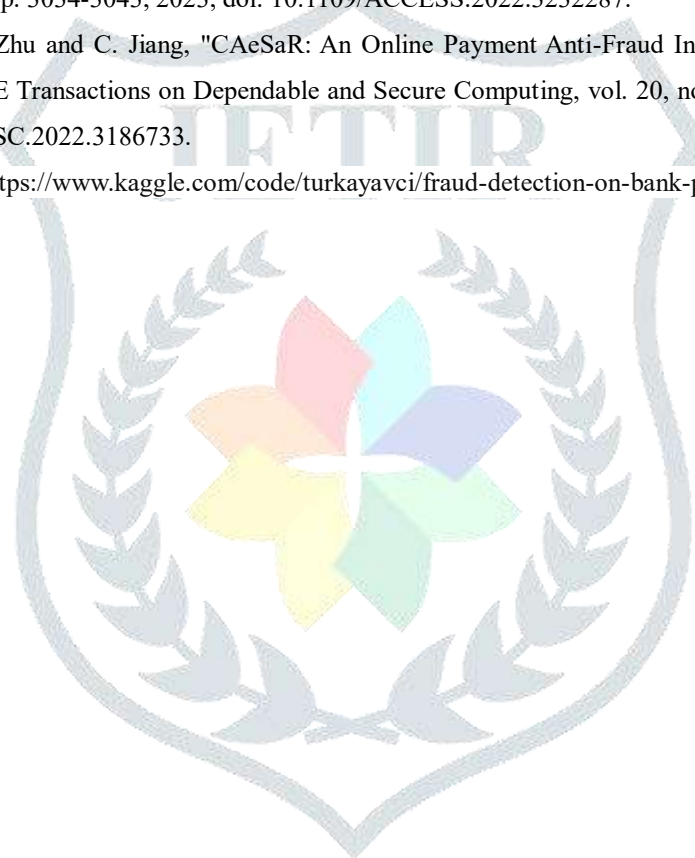 p. 3034-3043, 2023, doi: 10.1109/ACCESS.2022.3232287.
Zhu and C. Jiang, "CAeSaR: An Online Payment Anti-Fraud In
E Transactions on Dependable and Secure Computing, vol. 20, no
SC.2022.3186733.
tps://www.kaggle.com/code/turkayavci/fraud-detection-on-bank-p
JETIR